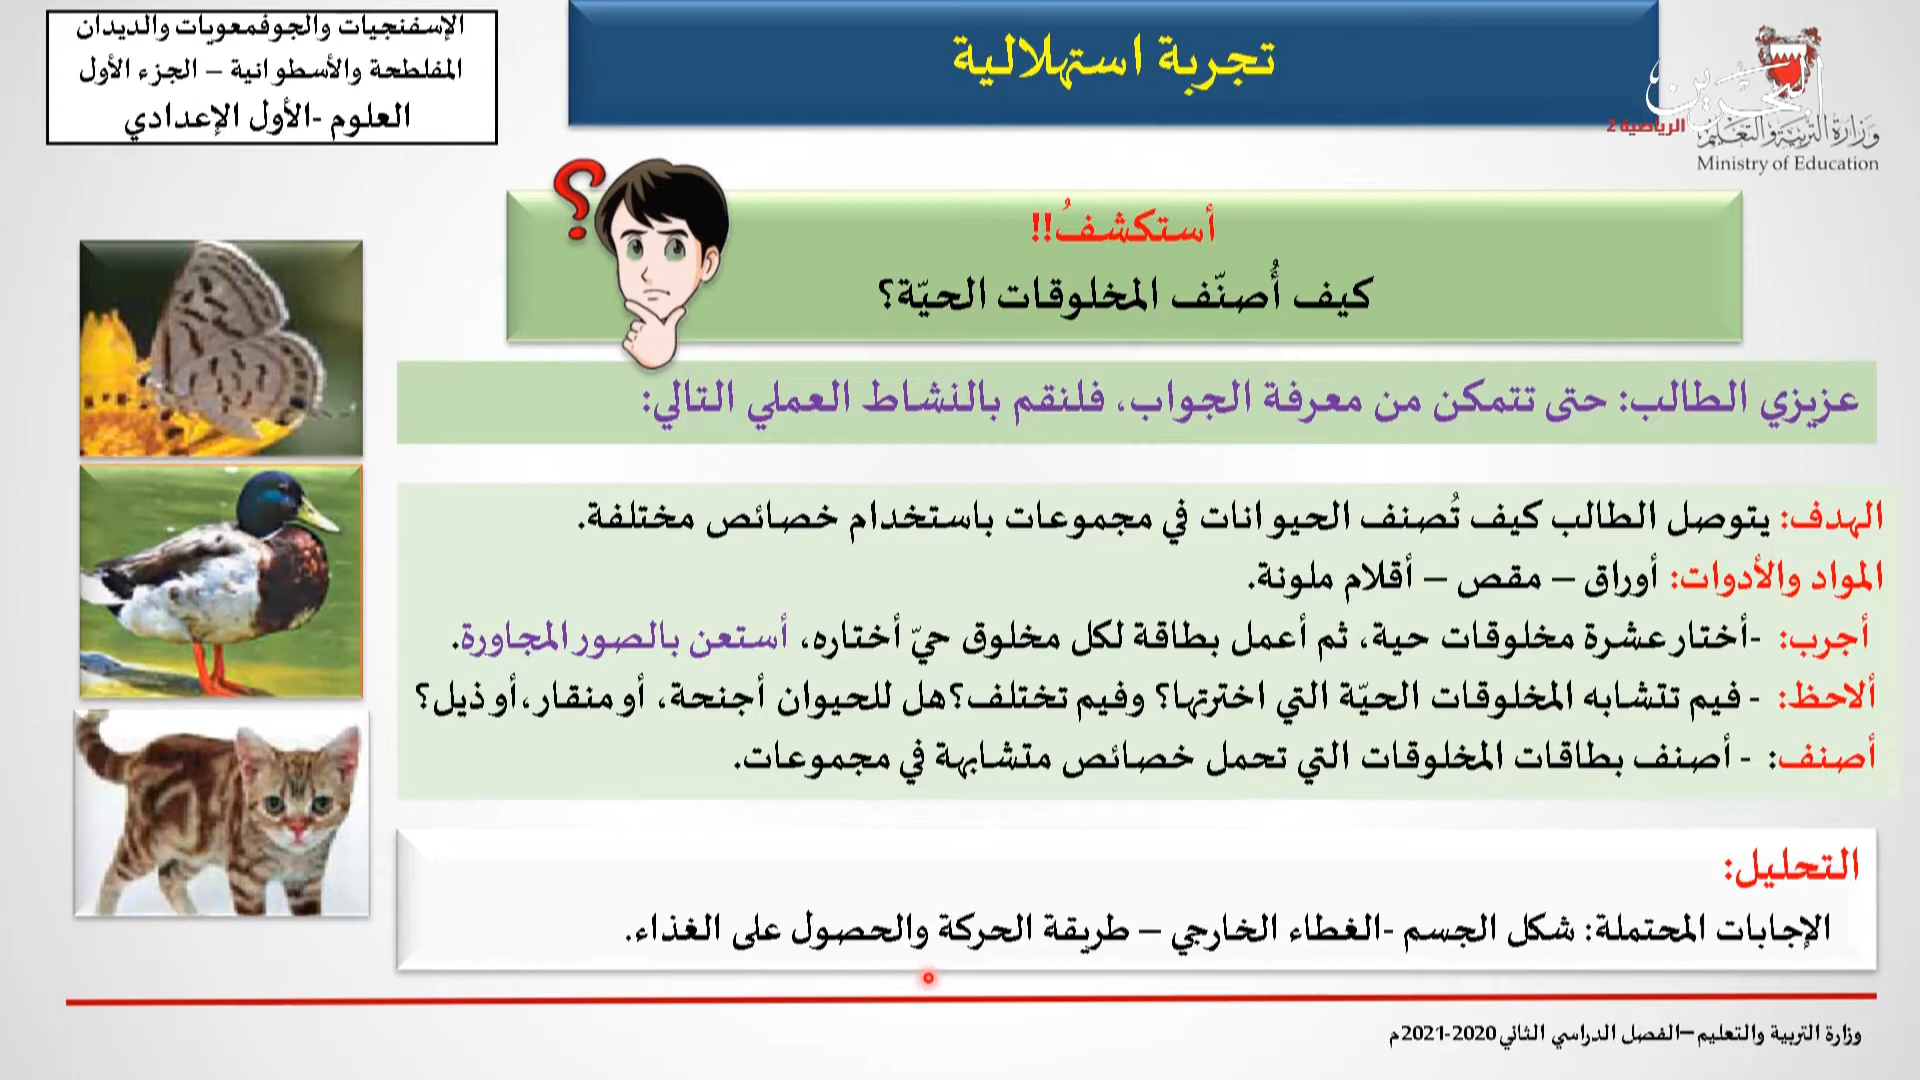 الإسفنجيات والجوفمعويات والديدان
المفلطحة والأسطوانية – الجزء الأول
العلوم -الأول الإعدادي
تجربة استهلالية
البحرين
الرياضية 2
وزارة التربية والتعليم
Ministry of Education
أستكشفُ!!
كيف أُصنّف المخلوقات الحيّة؟
عزيزي الطالب: حتى تتمكن من معرفة الجواب، فلنقم بالنشاط العملي التالي:
الهدف: يتوصل الطالب كيف تُصنف الحيوانات في مجموعات باستخدام خصائص مختلفة.
المواد والأدوات: أوراق – مقص – أقلام ملونة.
أجرب: -أختار عشرة مخلوقات حية، ثم أعمل بطاقة لكل مخلوق حيّ أختاره، أستعن بالصور المجاورة.
ألاحظ: - فيم تتشابه المخلوقات الحيّة التي اخترتها؟ وفيم تختلف؟ هل للحيوان أجنحة، أو منقار، أو ذيل؟
أصنف: - أصنف بطاقات المخلوقات التي تحمل خصائص متشابهة في مجموعات.
التحليل:
الإجابات المحتملة: شكل الجسم -الغطاء الخارجي – طريقة الحركة والحصول على الغذاء.
وزارة التربية والتعليم –الفصل الدراسي الثاني 2020-2021م